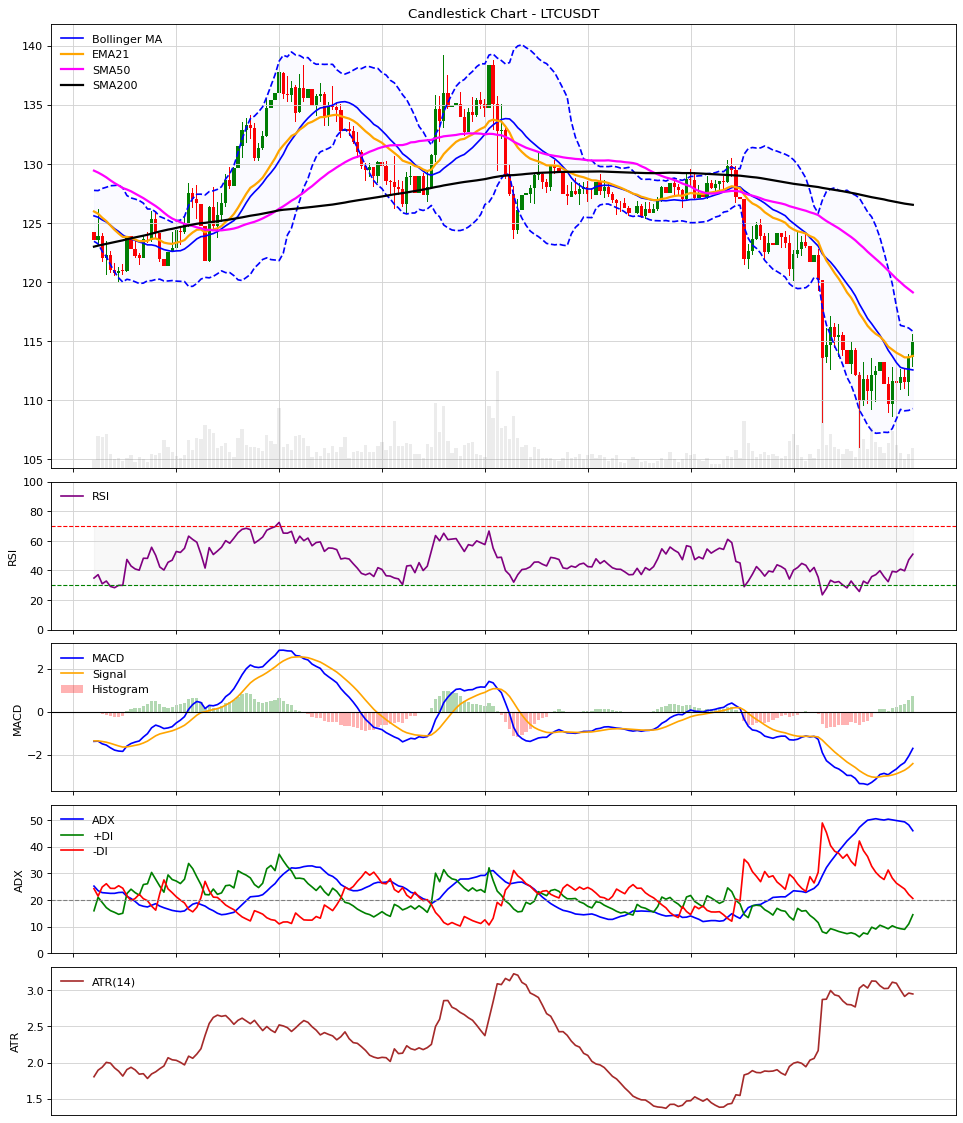 Candlestick Chart - LTCUSDT
Bollinger MA
EMA21
SMA50
SMA200
140
135
130
125
120
115
110
105
RSI
100
80
60
40
20
0
RSI
MACD
Signal
Histogram
2
0
−2
MACD
ADX
+DI
-DI
50
40
30
20
10
0
ADX
ATR(14)
3.0
2.5
2.0
1.5
ATR